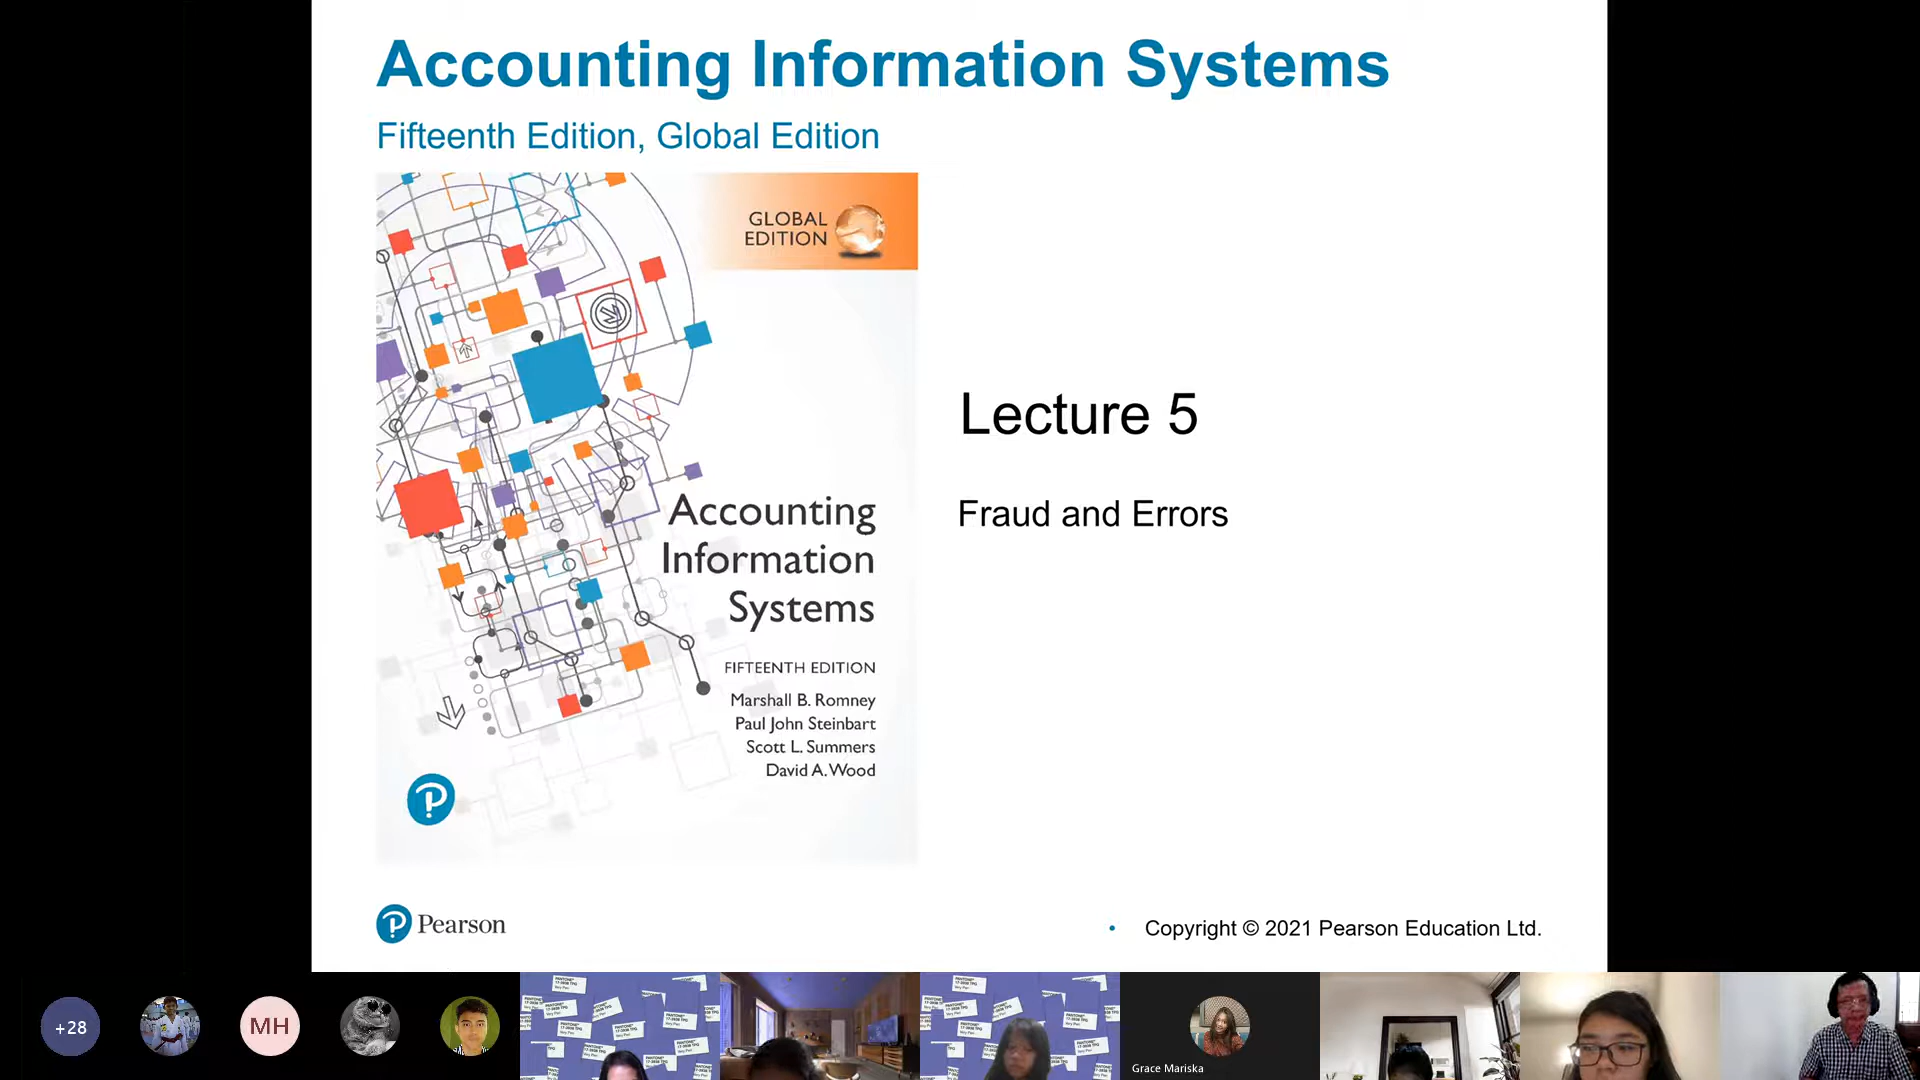 Accounting Information Systems
Fifteenth Edition, Global Edition
GLOBAL
EDITION
Accounting
Information
Systems
FIFTEENTH EDITION
Marshall B. Romney
Paul John Steinbart
Scott L. Summers
David A. Wood
Lecture 5
Fraud and Errors
Pearson
• Copyright © 2021 Pearson Education Ltd.
+28
MH
Grace Mariska